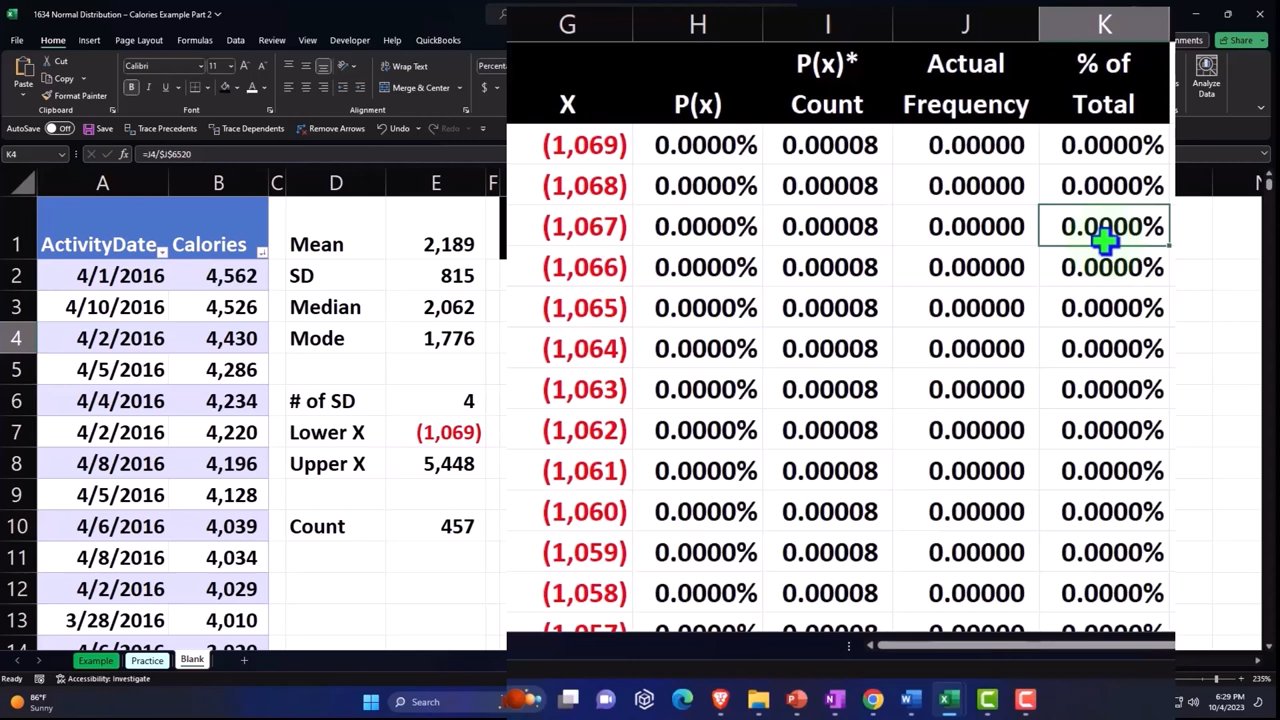 1634 Normal Distribution – Calories Example Part 2
Home Insert Page Layout Formulas Data Review View Developer Help QuickBooks
Comments Share
Paste
Cut
Copy
Format Painter
Clipboard
Calibri 11
B I U
Font
Wrap Text
Merge & Center
Alignment
Percenta
Analyze
Data
Analysis
AutoSave Off Save Trace Precedents Trace Dependents Remove Arrows Undo Redo
K4 fx =J4/$J$6520
A B C D E F
1 ActivityDate Calories Mean 2,189
2 4/1/2016 4,562 SD 815
3 4/10/2016 4,526 Median 2,062
4 4/2/2016 4,430 Mode 1,776
5 4/5/2016 4,286
6 4/4/2016 4,234 # of SD 4
7 4/2/2016 4,220 Lower X (1,069)
8 4/8/2016 4,196 Upper X 5,448
9 4/5/2016 4,128
10 4/6/2016 4,039 Count 457
11 4/8/2016 4,034
12 4/2/2016 4,029
13 3/28/2016 4,010
G H I J K
X P(x) P(x)* Count Actual Frequency % of Total
(1,069) 0.0000% 0.00008 0.00000 0.0000%
(1,068) 0.0000% 0.00008 0.00000 0.0000%
(1,067) 0.0000% 0.00008 0.00000 0.0000%
(1,066) 0.0000% 0.00008 0.00000 0.0000%
(1,065) 0.0000% 0.00008 0.00000 0.0000%
(1,064) 0.0000% 0.00008 0.00000 0.0000%
(1,063) 0.0000% 0.00008 0.00000 0.0000%
(1,062) 0.0000% 0.00008 0.00000 0.0000%
(1,061) 0.0000% 0.00008 0.00000 0.0000%
(1,060) 0.0000% 0.00008 0.00000 0.0000%
(1,059) 0.0000% 0.00008 0.00000 0.0000%
(1,058) 0.0000% 0.00008 0.00000 0.0000%
Example Practice Blank
Ready Accessibility: Investigate 235%
86°F
Sunny
Search
6:29 PM
10/4/2023